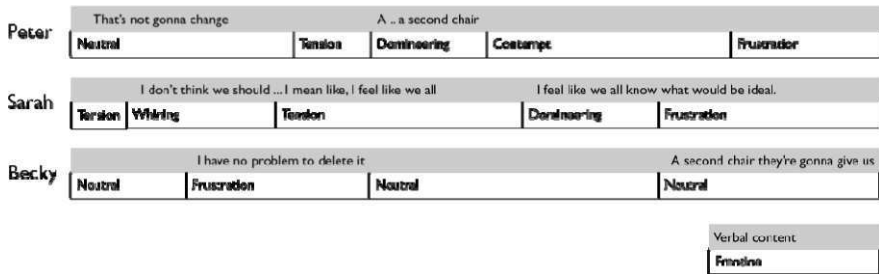 That's not gonna change A .. a second chair
Peter
Neutral Tension Domineering Contempt Frustration
I don't think we should ... I mean like, I feel like we all I feel like we all know what would be ideal.
Sarah
Tension Whining Tension Domineering Frustration
I have no problem to delete it A second chair they're gonna give us
Becky
Neutral Frustration Neutral Neutral
Verbal content
Emotion